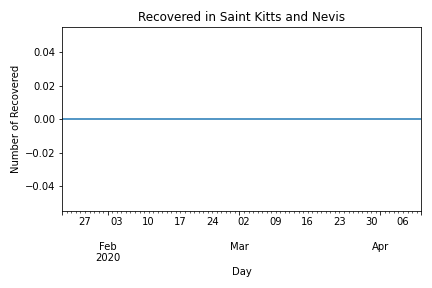 Recovered in Saint Kitts and Nevis
0.04
0.02
0.00
−0.02
−0.04
Number of Recovered
27 03 10 17 24 02 09 16 23 30 06
Feb Mar Apr
2020
Day